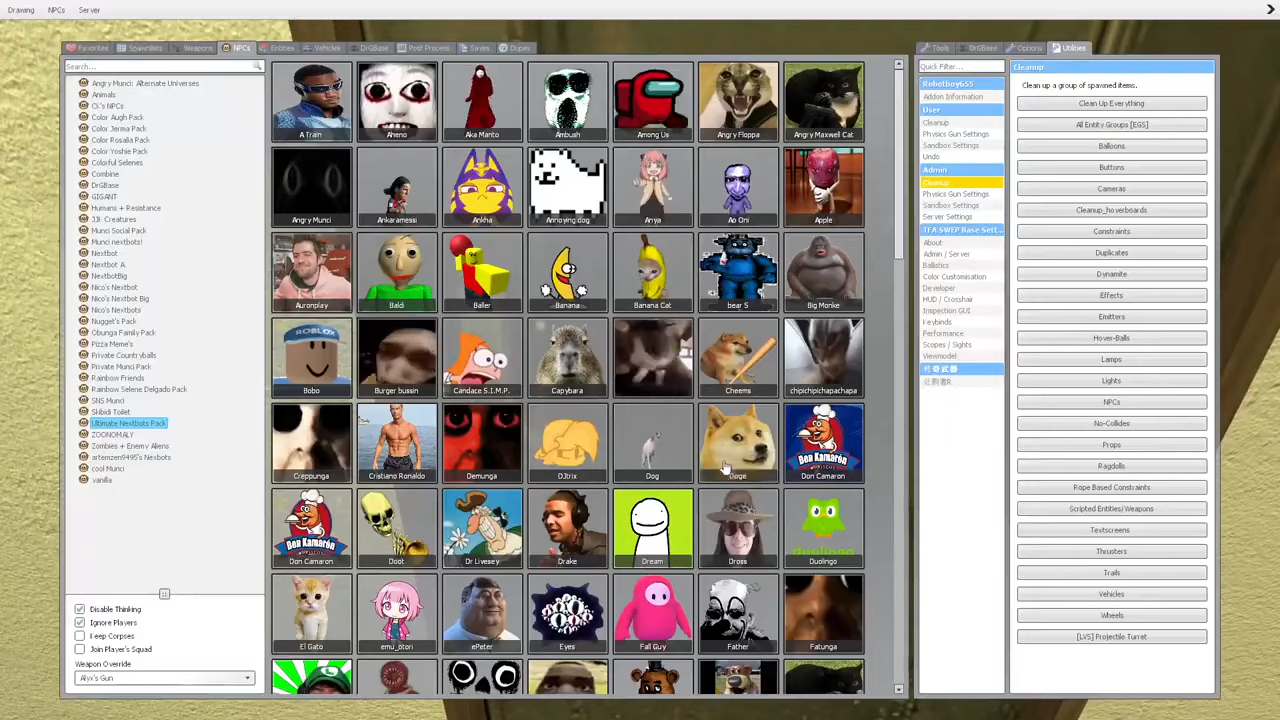 Drawing NPCs Server
Favorites Spawnlists Weapons NPCs Entities Vehicles DrGBase Post Process Saves Dupes
Search...
Angry Munci: Alternate Universes
Animals
CK's NPCs
Color Augh Pack
Color Jerma Pack
Color Rosalia Pack
Color Yoshie Pack
Colorful Selenes
Combine
DrGBase
GIGANT
Humans + Resistance
JJK Creatures
Munci Social Pack
Munci nextbots!
Nextbot
Nextbot A.
NextbotBig
Nico's Nextbot
Nico's Nextbot Big
Nico's Nextbots
Nugget's Pack
Obunga Family Pack
Pizza Meme's
Private Countryballs
Private Munci Pack
Rainbow Friends
Rainbow Selene Delgado Pack
SNS Munci
Skibidi Toilet
Ultimate Nextbots Pack
ZOONOMALY
Zombies + Enemy Aliens
artemzen9495's Nextbots
cool Munci
vanilla
Disable Thinking
Ignore Players
Keep Corpses
Join Player's Squad
Weapon Override
Alyx's Gun
A Train Aheno Aka Manto Ambush Among Us Angry Floppa Angry Maxwell Cat
Angry Munci Ankaramessi Ankha Annoying dog Anya Ao Oni Apple
Auronplay Baldi Baller Banana Banana Cat bear 5 Big Monke
ROBLOX
Bobo Burger bussin Candace S.I.M.P. Capybara Cheems chipichipichapachapa
Creppunga Cristiano Ronaldo Demunga DJtrix Dog Doge Don Camaron
Don Camaron Doot Dr Livesey Drake Dream Dross Duolingo
El Gato emu_otori ePeter Eyes Fall Guy Father Fatunga
Tools DrGBase Options Utilities
Quick Filter...
Robotboy655
Addon Information
User
Cleanup
Physics Gun Settings
Sandbox Settings
Undo
Admin
Cleanup
Physics Gun Settings
Sandbox Settings
Server Settings
TFA SWEP Base Sett...
About
Admin / Server
Ballistics
Color Customisation
Developer
HUD / Crosshair
Inspection GUI
Keybinds
Performance
Scopes / Sights
Viewmodel
Cleanup
Clean up a group of spawned items.
Clean Up Everything
All Entity Groups [EGS]
Balloons
Buttons
Cameras
Cleanup_hoverboards
Constraints
Duplicates
Dynamite
Effects
Emitters
Hover-Balls
Lamps
Lights
NPCs
No-Collides
Props
Ragdolls
Rope Based Constraints
Scripted Entities/Weapons
Textscreens
Thrusters
Trails
Vehicles
Wheels
[LVS] Projectile Turret